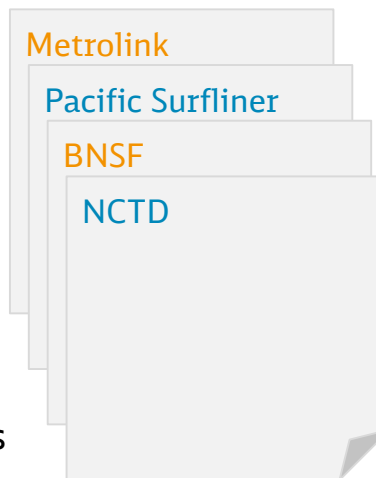 Metrolink
Pacific Surfliner
BNSF
NCTD
s